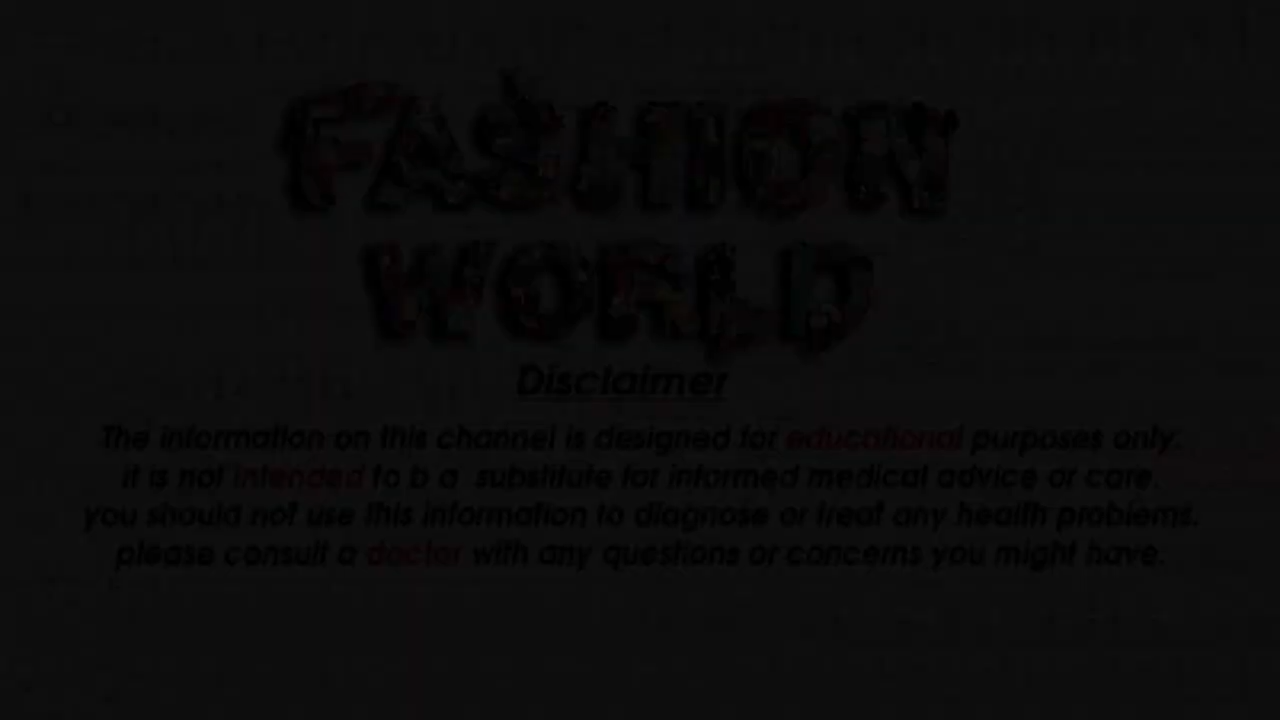 FASHION
WORLD
Disclaimer
The information on this channel is designed for educational purposes only.
it is not intended to b a substitute for informed medical advice or care.
you should not use this information to diagnose or treat any health problems.
please consult a doctor with any questions or concerns you might have.